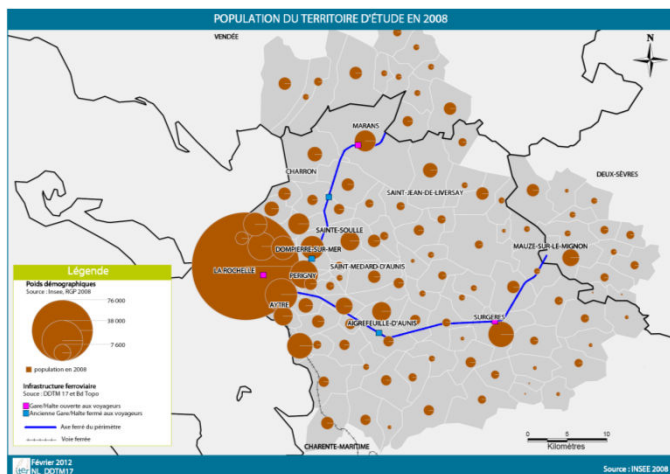 POPULATION DU TERRITOIRE D'ÉTUDE EN 2008
VENDÉE
N
MARANS
CHARRON
DEUX-SÈVRES
SAINT-JEAN-DE-LIVERSAY
SAINTE-SOULLE
DOMPIERRE-SUR-MER
MAUZE-SUR-LE-MIGNON
LA ROCHELLE
PERIGNY
SAINT-MEDARD-D'AUNIS
AYTRE
SURGERES
AIGREFEUILLE-D'AUNIS
CHARENTE-MARITIME
Légende
Poids démographiques
Source : Insee, RGP 2008
76 000
38 000
7 600
population en 2008
Infrastructure ferroviaire
Souce : DDTM 17 et Bd Topo
Gare/Halte ouverte aux voyageurs
Ancienne Gare/Halte fermé aux voyageurs
Axe ferré du périmètre
Voie ferrée
0 5 10
Kilomètres
Février 2012
NL_DDTM17
Source : INSEE 2008